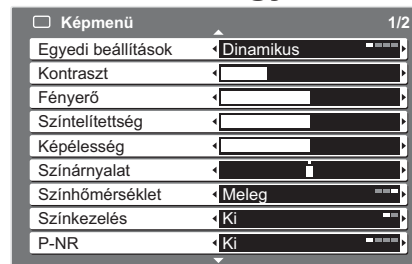 Képmenü 1/2
Egyedi beállítások Dinamikus
Kontraszt
Fényerő
Színtelítettség
Képélesség
Színárnyalat
Színhőmérséklet Meleg
Színkezelés Ki
P-NR Ki